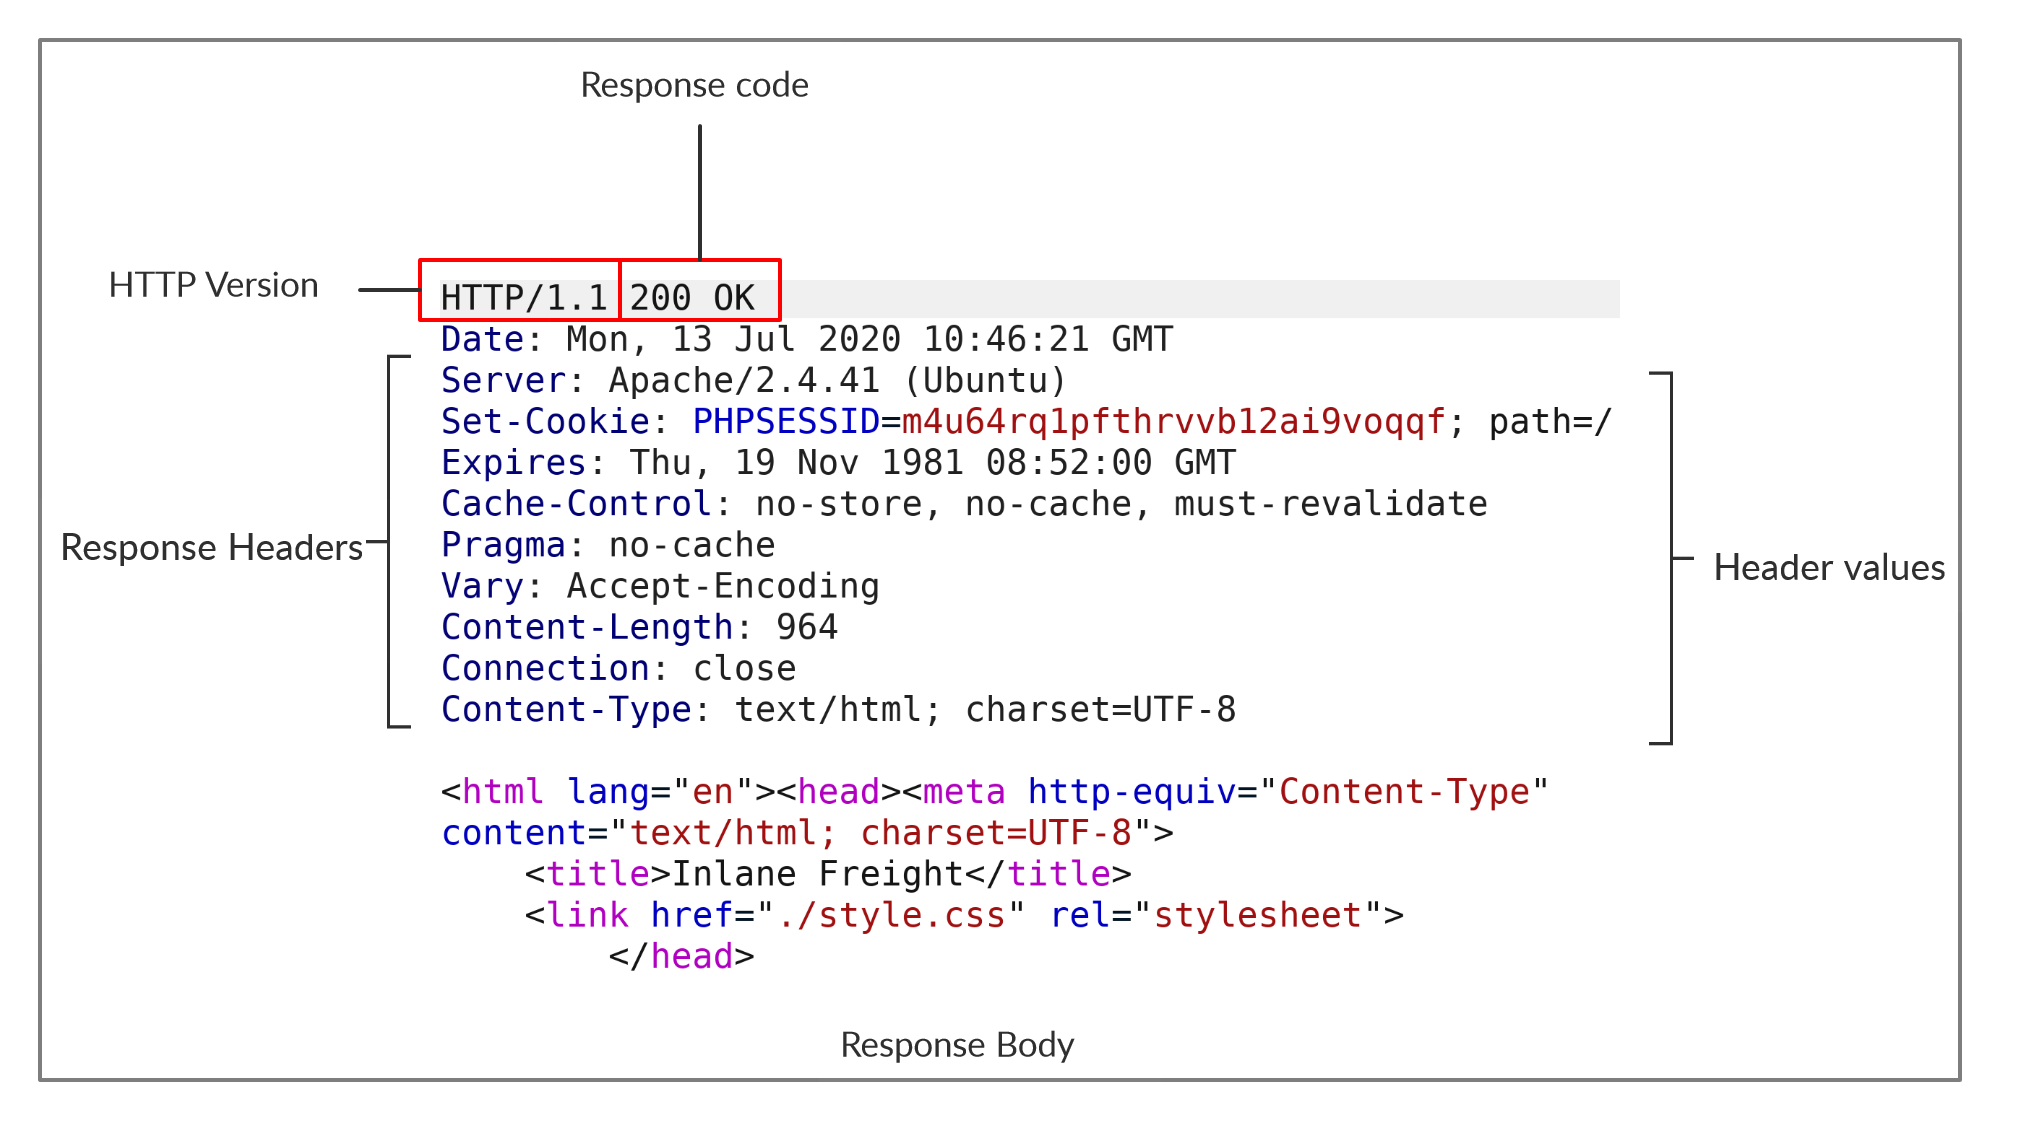 Response code
HTTP Version
HTTP/1.1 200 OK
Date: Mon, 13 Jul 2020 10:46:21 GMT
Server: Apache/2.4.41 (Ubuntu)
Set-Cookie: PHPSESSID=m4u64rq1pfthrvvb12ai9voqqf; path=/
Expires: Thu, 19 Nov 1981 08:52:00 GMT
Cache-Control: no-store, no-cache, must-revalidate
Response Headers
Pragma: no-cache
Header values
Vary: Accept-Encoding
Content-Length: 964
Connection: close
Content-Type: text/html; charset=UTF-8
<html lang="en"><head><meta http-equiv="Content-Type"
content="text/html; charset=UTF-8">
<title>Inlane Freight</title>
<link href="./style.css" rel="stylesheet">
</head>
Response Body